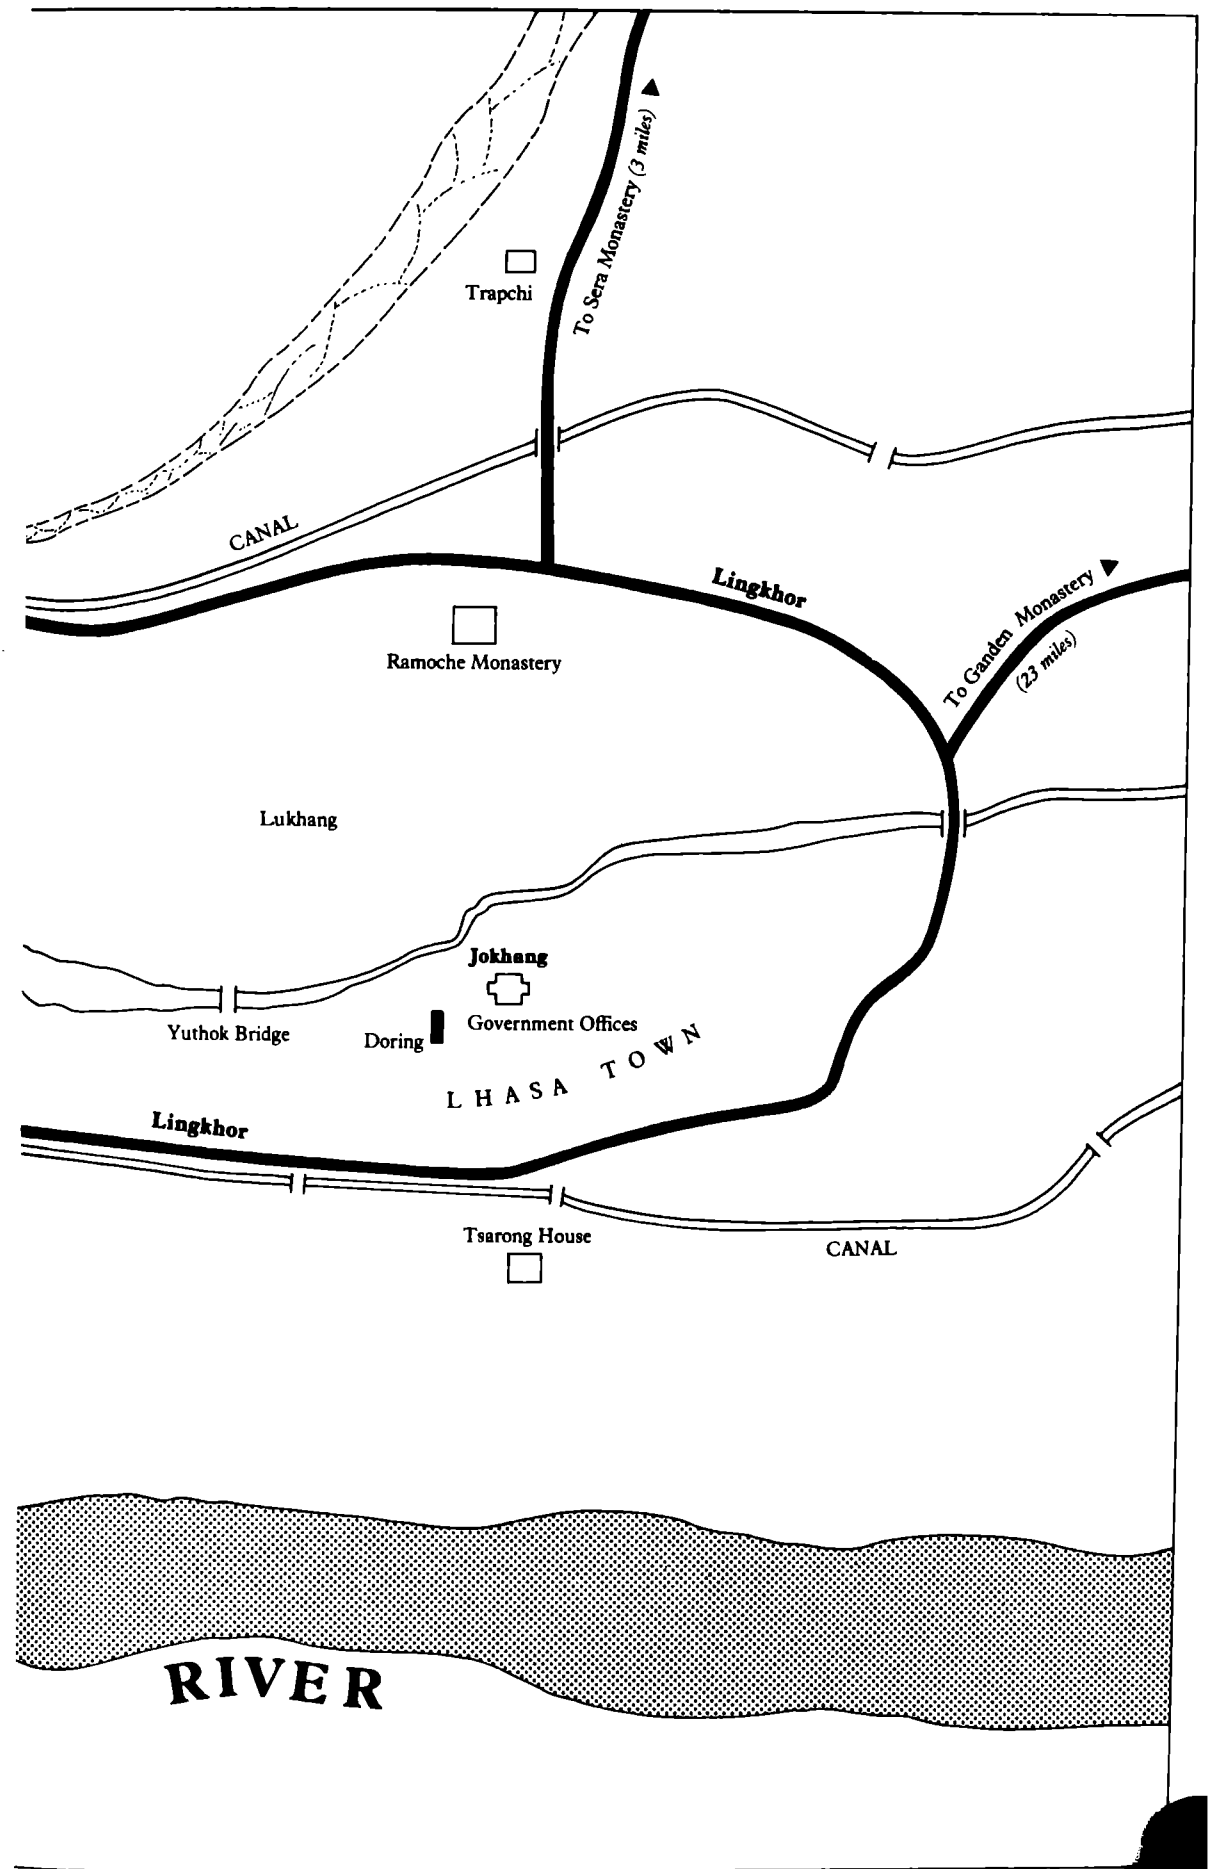 To Sera Monastery (3 miles)
Trapchi
CANAL
Lingkhor
To Ganden Monastery
(23 miles)
Ramoche Monastery
Lukhang
Jokhang
Government Offices
Yuthok Bridge
Doring
LHASA TOWN
Lingkhor
Tsarong House
CANAL
RIVER